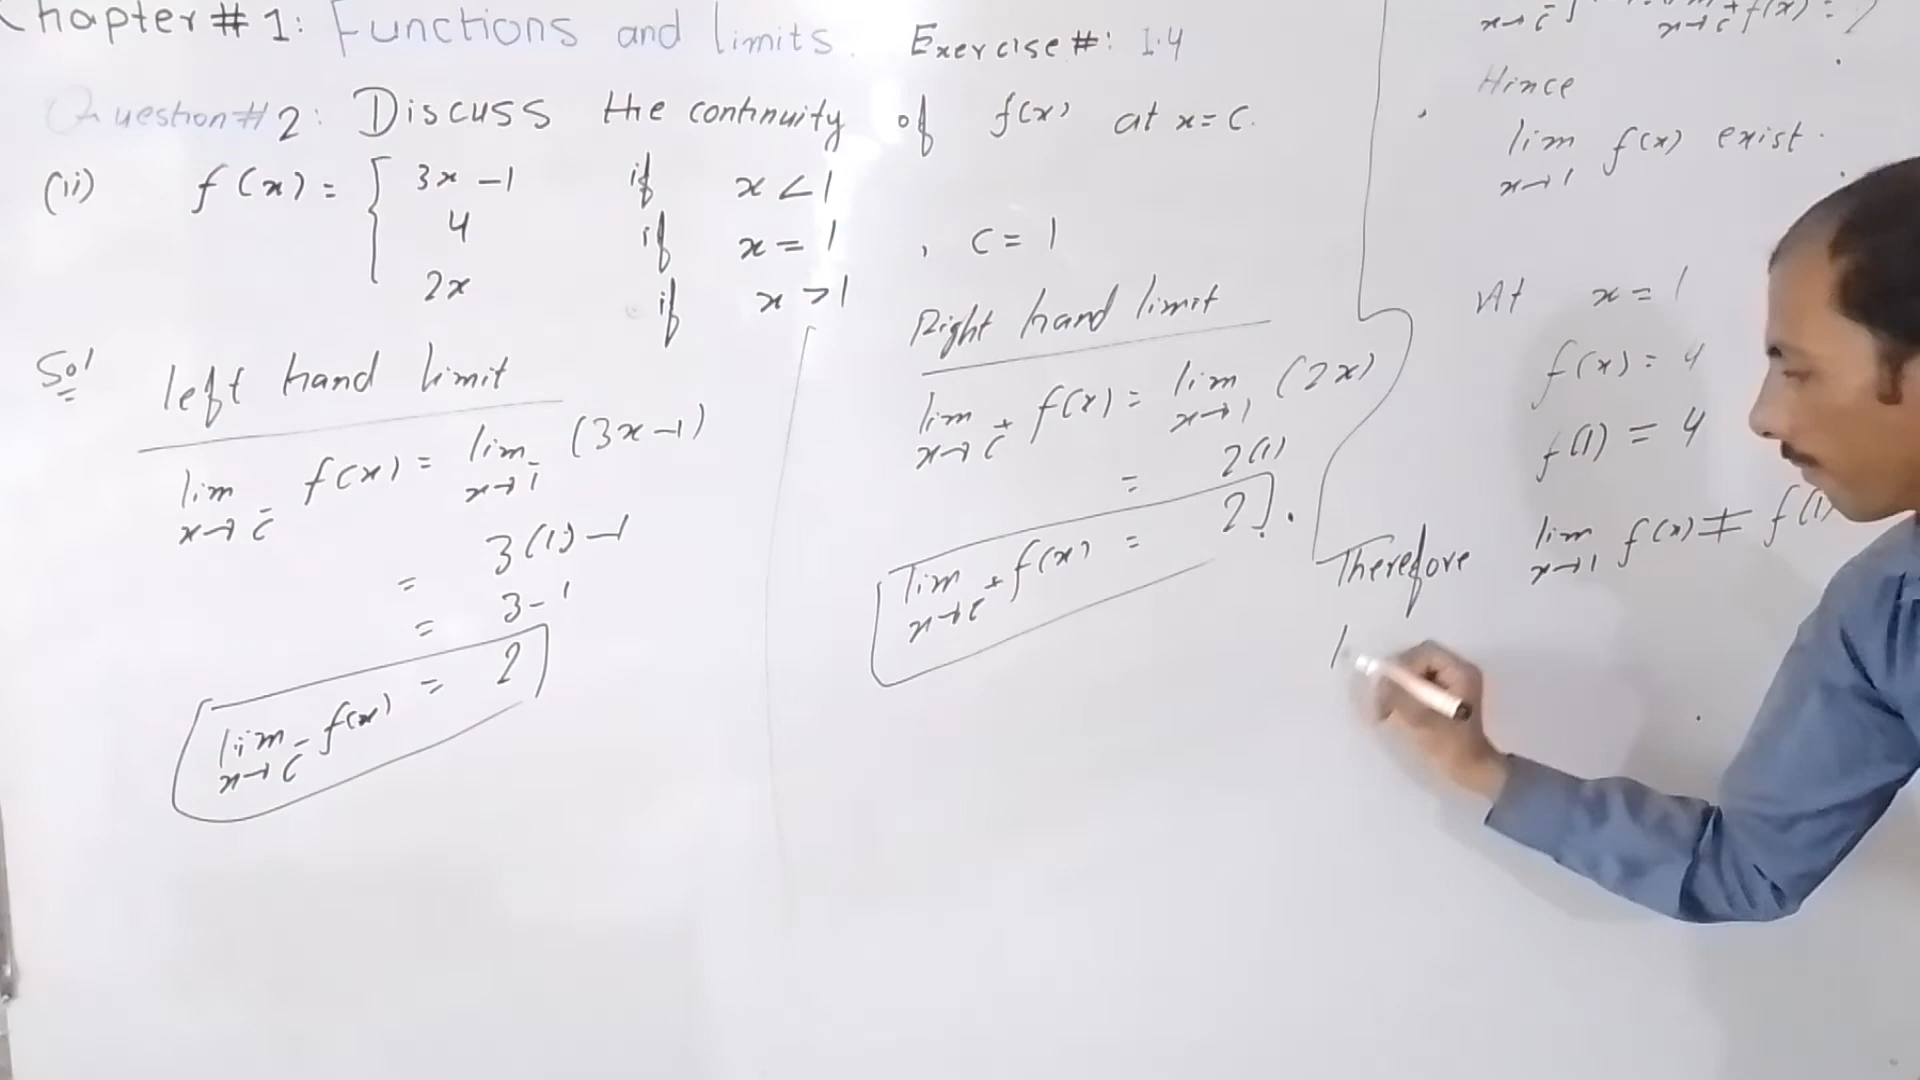 Chapter # 1: Functions and limits. Exercise #: 1.4
Question # 2: Discuss the continuity of f(x) at x = c.
(ii) f(x) = { 3x - 1 if x < 1
4 if x = 1 , c = 1
2x if x > 1
Sol
left hand limit
lim x→c⁻ f(x) = lim x→1⁻ (3x-1)
= 3(1) - 1
= 3 - 1
lim x→c⁻ f(x) = 2
Right hand limit
lim x→c⁺ f(x) = lim x→1 (2x)
= 2(1)
lim x→c⁺ f(x) = 2
x→c⁻ x→c⁺ f(x) = 2
Hince
lim x→1 f(x) exist.
At x = 1
f(x) = 4
f(1) = 4
Therefore lim x→1 f(x) ≠ f(1)